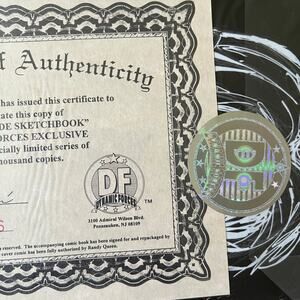 f Authenticity
has issued this certificate to
ate this copy of
DE SKETCHBOOK"
FORCES EXCLUSIVE
ecially limited series of
housand copies.
DF
DYNAMIC FORCES
3100 Admiral Wilson Blvd.
Pennsauken, NJ 08109
s reserved. The accompanying comic book has been signed for and repackaged by
cover comic has been fully authorized by Randy Queen.